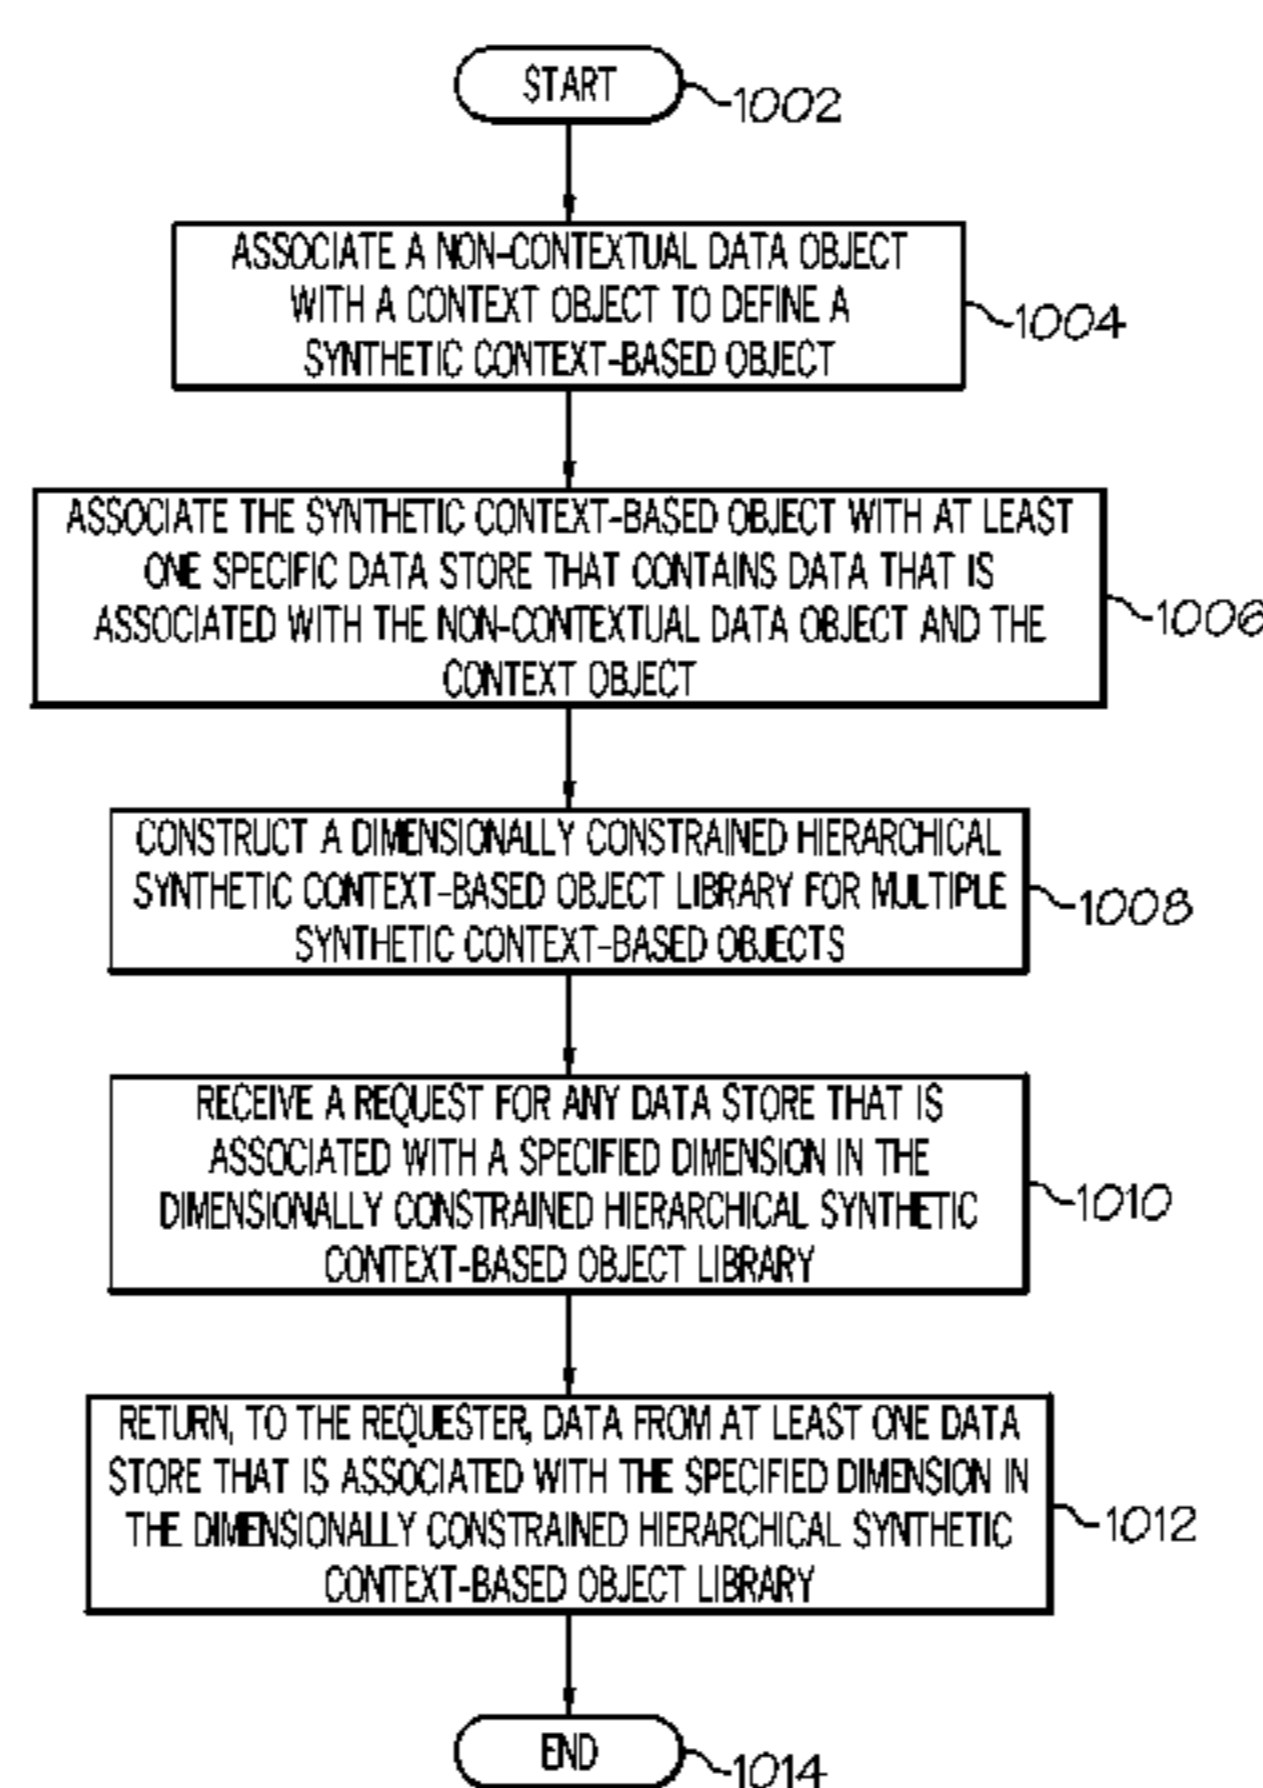 START
1002
ASSOCIATE A NON-CONTEXTUAL DATA OBJECT
WITH A CONTEXT OBJECT TO DEFINE A
SYNTHETIC CONTEXT-BASED OBJECT
1004
ASSOCIATE THE SYNTHETIC CONTEXT-BASED OBJECT WITH AT LEAST
ONE SPECIFIC DATA STORE THAT CONTAINS DATA THAT IS
ASSOCIATED WITH THE NON-CONTEXTUAL DATA OBJECT AND THE
CONTEXT OBJECT
1006
CONSTRUCT A DIMENSIONALLY CONSTRAINED HIERARCHICAL
SYNTHETIC CONTEXT-BASED OBJECT LIBRARY FOR MULTIPLE
SYNTHETIC CONTEXT-BASED OBJECTS
1008
RECEIVE A REQUEST FOR ANY DATA STORE THAT IS
ASSOCIATED WITH A SPECIFIED DIMENSION IN THE
DIMENSIONALLY CONSTRAINED HIERARCHICAL SYNTHETIC
CONTEXT-BASED OBJECT LIBRARY
1010
RETURN, TO THE REQUESTER, DATA FROM AT LEAST ONE DATA
STORE THAT IS ASSOCIATED WITH THE SPECIFIED DIMENSION IN
THE DIMENSIONALLY CONSTRAINED HIERARCHICAL SYNTHETIC
CONTEXT-BASED OBJECT LIBRARY
1012
END
1014